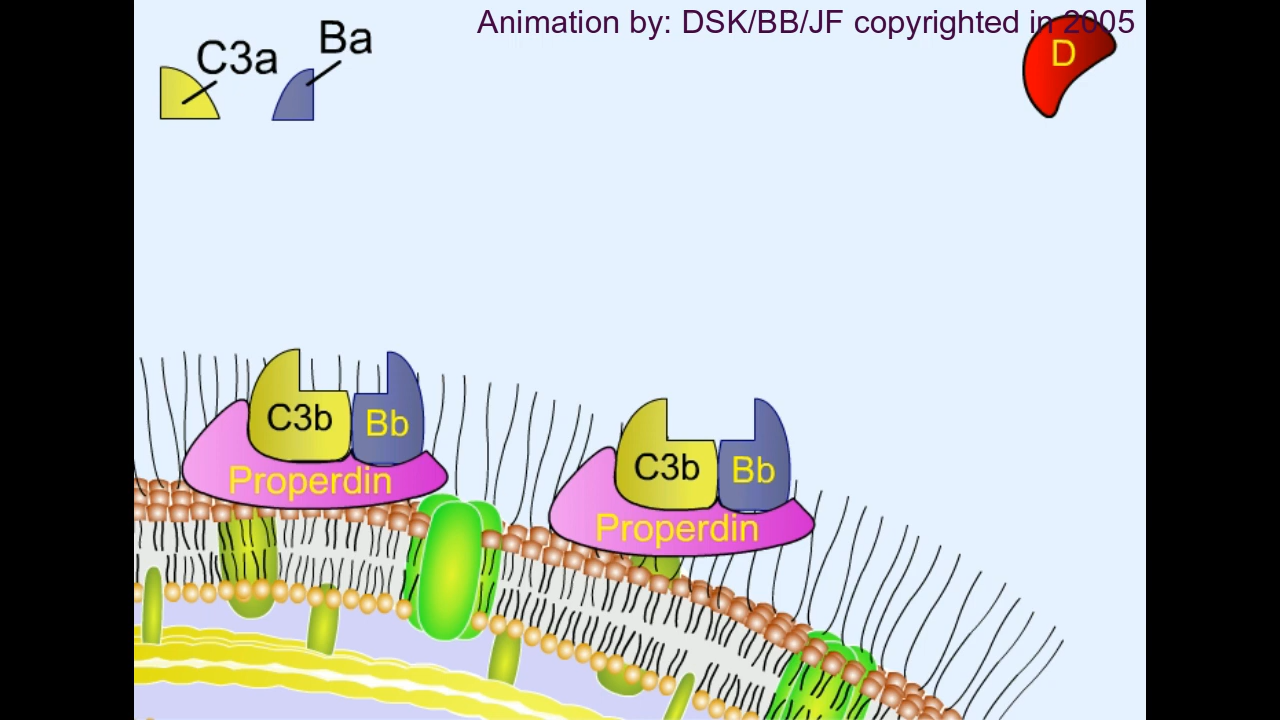 Animation by: DSK/BB/JF copyrighted in 2005
C3a
Ba
D
C3b
Bb
Properdin
C3b
Bb
Properdin